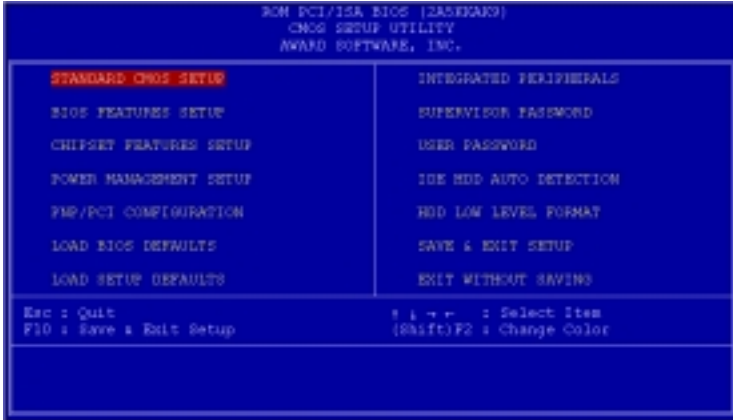 ROM PCI/ISA BIOS
CMOS SETUP UTILITY
AWARD SOFTWARE, INC.
STANDARD CMOS SETUP
BIOS FEATURES SETUP
CHIPSET FEATURES SETUP
POWER MANAGEMENT SETUP
PNP/PCI CONFIGURATION
LOAD BIOS DEFAULTS
LOAD SETUP DEFAULTS
INTEGRATED PERIPHERALS
SUPERVISOR PASSWORD
USER PASSWORD
IDE HDD AUTO DETECTION
HDD LOW LEVEL FORMAT
SAVE & EXIT SETUP
EXIT WITHOUT SAVING
Esc : Quit
F10 : Save & Exit Setup
↑ ↓ → ← : Select Item
(Shift)F2 : Change Color